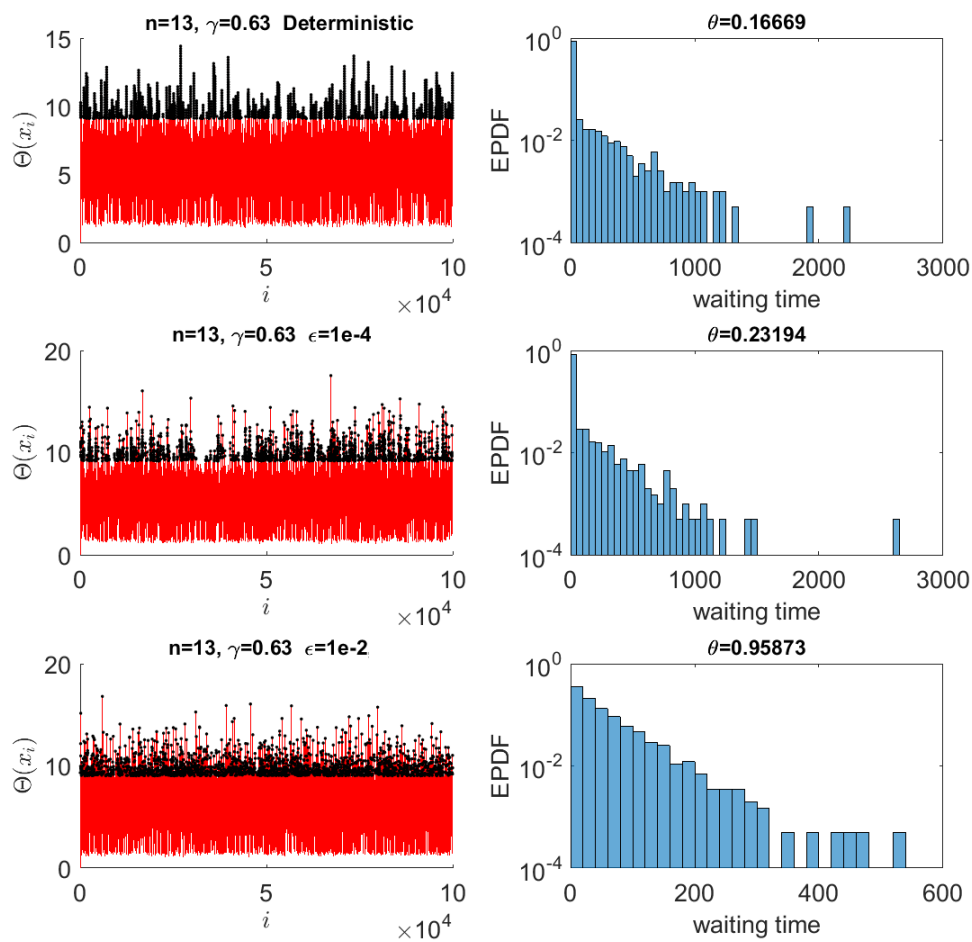 n=13, γ=0.63 Deterministic
θ=0.16669
15
10
5
0
Θ(x_i)
0
5
10
i
×10^4
10^0
10^-2
10^-4
EPDF
0
1000
2000
3000
waiting time
n=13, γ=0.63 ϵ=1e-4
θ=0.23194
20
10
0
Θ(x_i)
0
5
10
i
×10^4
10^0
10^-2
10^-4
EPDF
0
1000
2000
3000
waiting time
n=13, γ=0.63 ϵ=1e-2
θ=0.95873
20
10
0
Θ(x_i)
0
5
10
i
×10^4
10^0
10^-2
10^-4
EPDF
0
200
400
600
waiting time